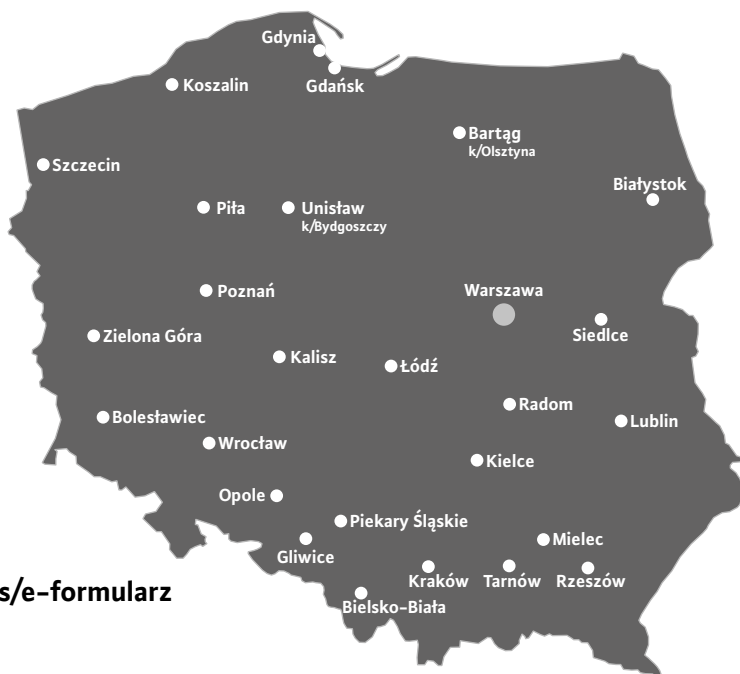 Gdynia
Koszalin
Gdańsk
Bartąg
k/Olsztyna
Szczecin
Białystok
Piła
Unisław
k/Bydgoszczy
Poznań
Warszawa
Zielona Góra
Siedlce
Kalisz
Łódź
Radom
Bolesławiec
Lublin
Wrocław
Kielce
Opole
Piekary Śląskie
Mielec
Gliwice
Kraków
Tarnów
Rzeszów
s/e-formularz
Bielsko-Biała